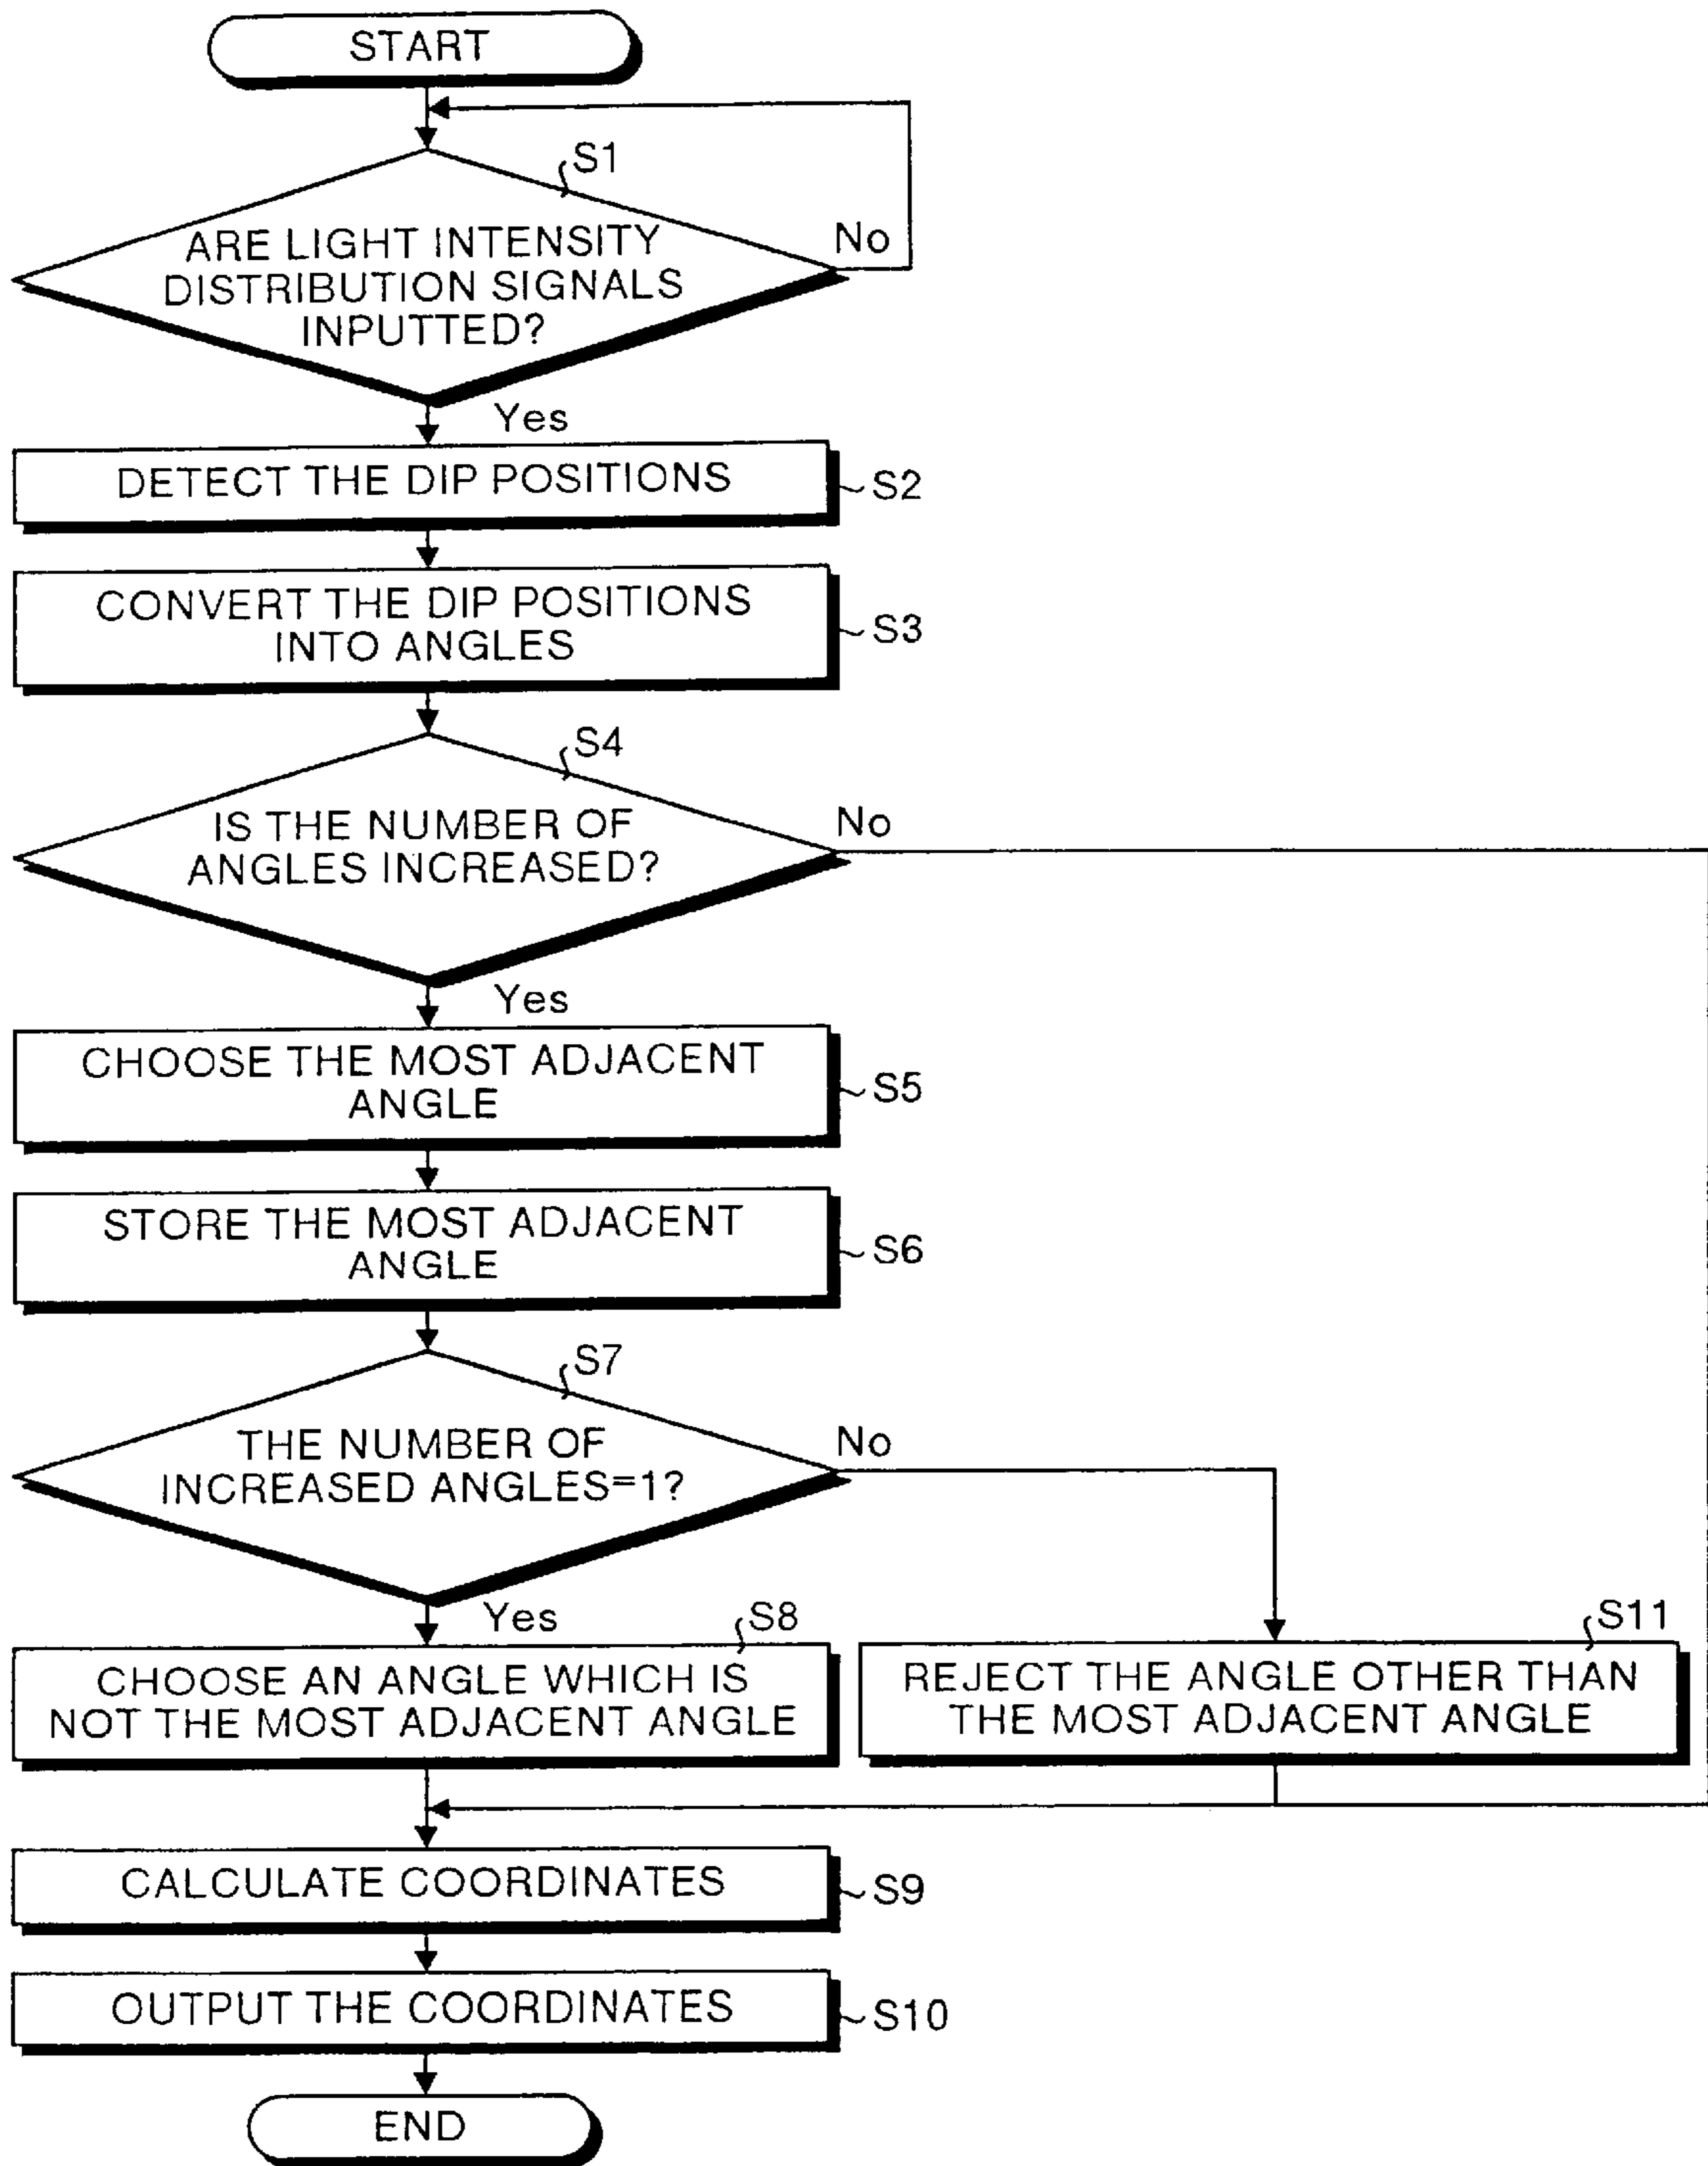 START
S1
ARE LIGHT INTENSITY
DISTRIBUTION SIGNALS
INPUTTED?
No
Yes
DETECT THE DIP POSITIONS
S2
CONVERT THE DIP POSITIONS
INTO ANGLES
S3
S4
IS THE NUMBER OF
ANGLES INCREASED?
No
Yes
CHOOSE THE MOST ADJACENT
ANGLE
S5
STORE THE MOST ADJACENT
ANGLE
S6
S7
THE NUMBER OF
INCREASED ANGLES=1?
No
Yes
S8
CHOOSE AN ANGLE WHICH IS
NOT THE MOST ADJACENT ANGLE
S11
REJECT THE ANGLE OTHER THAN
THE MOST ADJACENT ANGLE
CALCULATE COORDINATES
S9
OUTPUT THE COORDINATES
S10
END